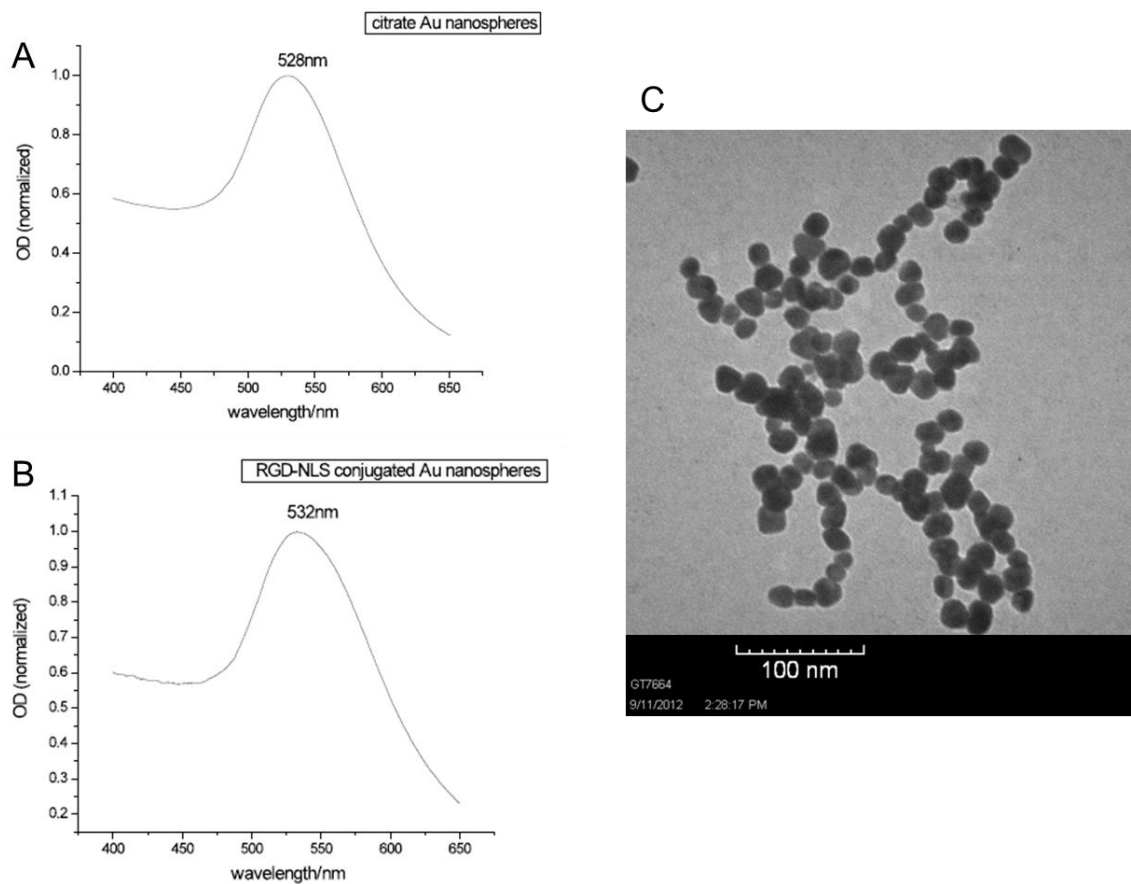 A
citrate Au nanospheres
528nm
1.0
0.8
0.6
0.4
0.2
0.0
OD (normalized)
400 450 500 550 600 650
wavelength/nm
B
RGD-NLS conjugated Au nanospheres
532nm
1.1
1.0
0.9
0.8
0.7
0.6
0.5
0.4
0.3
0.2
OD (normalized)
400 450 500 550 600 650
wavelength/nm
C
100 nm
GT7664
9/11/2012 2:28:17 PM